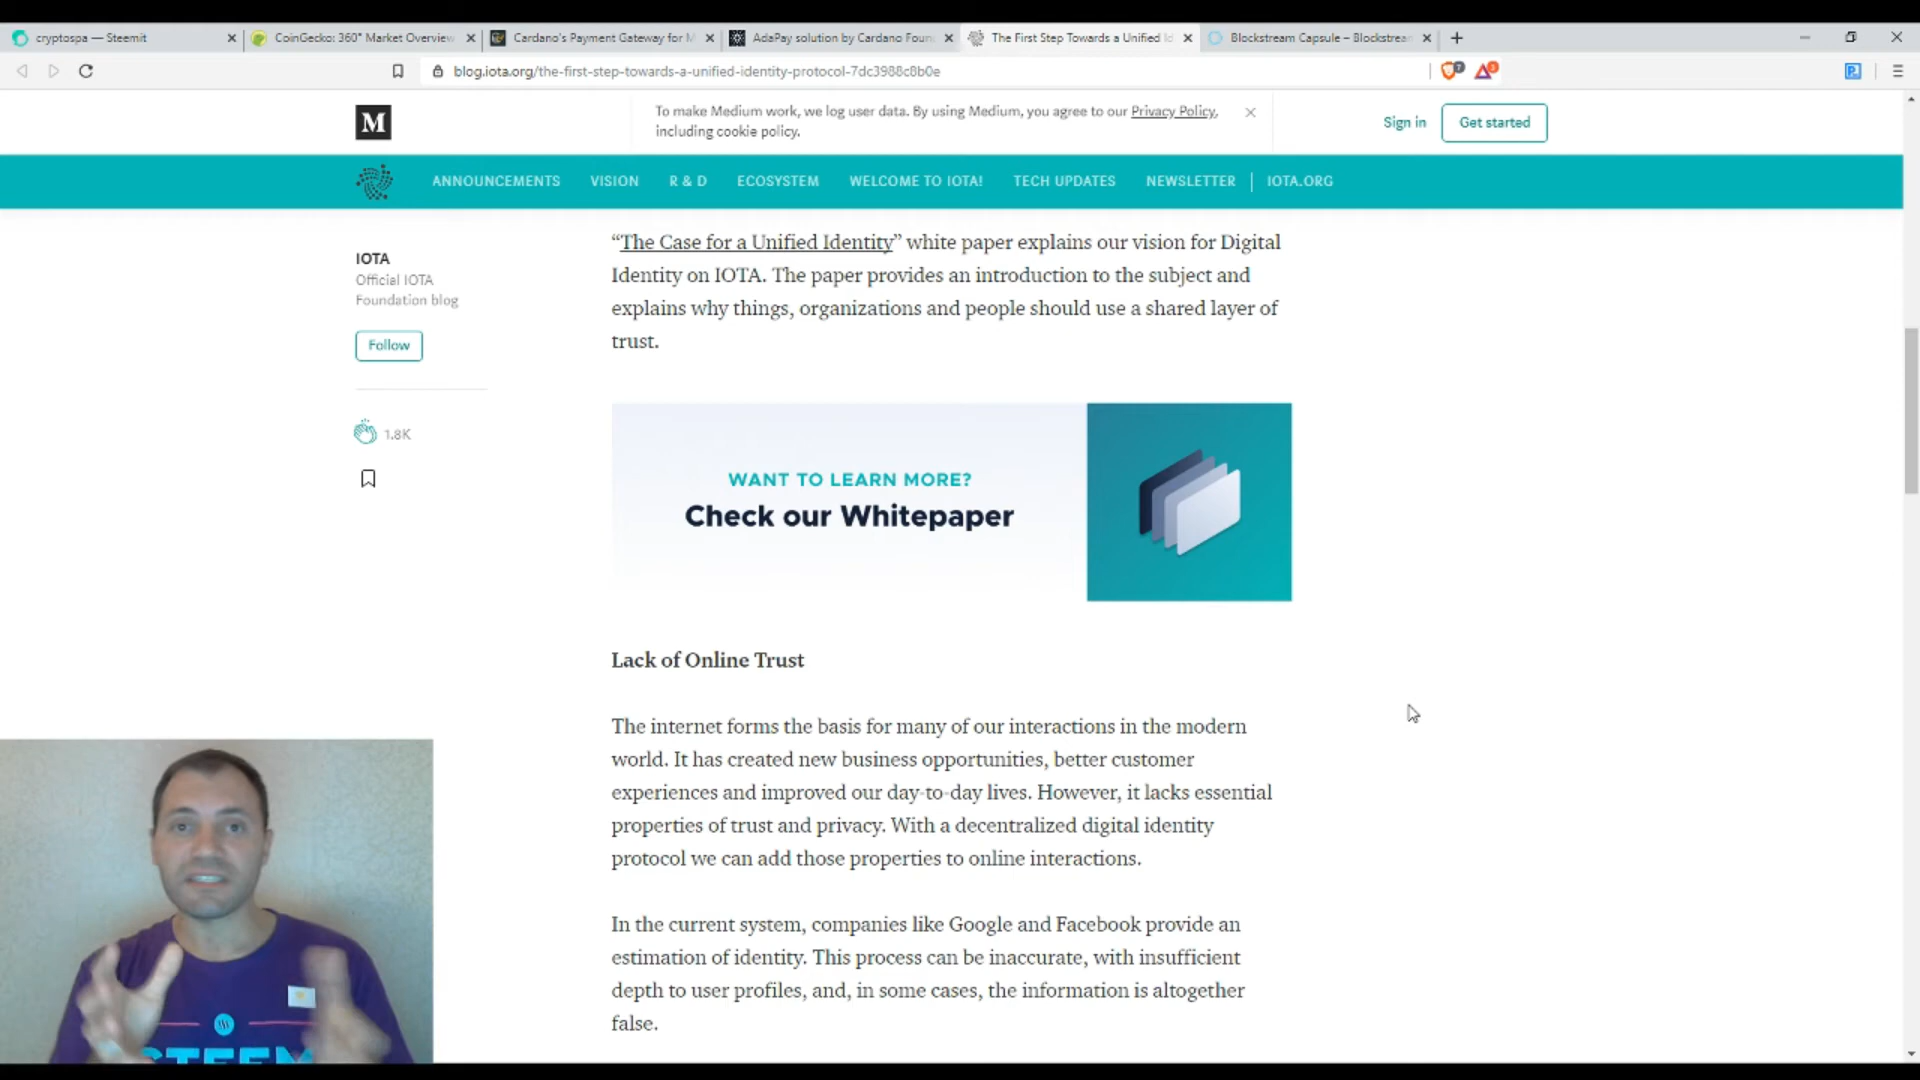 cryptospa — Steemit
CoinGecko: 360° Market Overview
Cardano's Payment Gateway for M
AdaPay solution by Cardano Foun
The First Step Towards a Unified Id
Blockstream Capsule – Blockstrea
blog.iota.org/the-first-step-towards-a-unified-identity-protocol-7dc3988c8b0e
M
To make Medium work, we log user data. By using Medium, you agree to our Privacy Policy,
including cookie policy.
Sign in
Get started
ANNOUNCEMENTS VISION R & D ECOSYSTEM WELCOME TO IOTA! TECH UPDATES NEWSLETTER IOTA.ORG
IOTA
Official IOTA
Foundation blog
Follow
1.8K
“The Case for a Unified Identity” white paper explains our vision for Digital
Identity on IOTA. The paper provides an introduction to the subject and
explains why things, organizations and people should use a shared layer of
trust.
WANT TO LEARN MORE?
Check our Whitepaper
Lack of Online Trust
The internet forms the basis for many of our interactions in the modern
world. It has created new business opportunities, better customer
experiences and improved our day-to-day lives. However, it lacks essential
properties of trust and privacy. With a decentralized digital identity
protocol we can add those properties to online interactions.
In the current system, companies like Google and Facebook provide an
estimation of identity. This process can be inaccurate, with insufficient
depth to user profiles, and, in some cases, the information is altogether
false.
STEEM